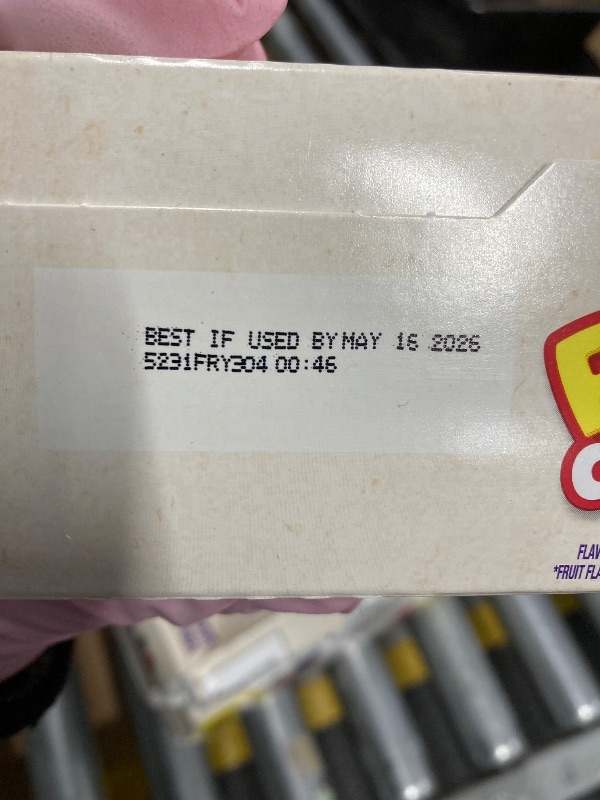 BEST IF USED BY MAY 16 2026
5231FRY304 00:46